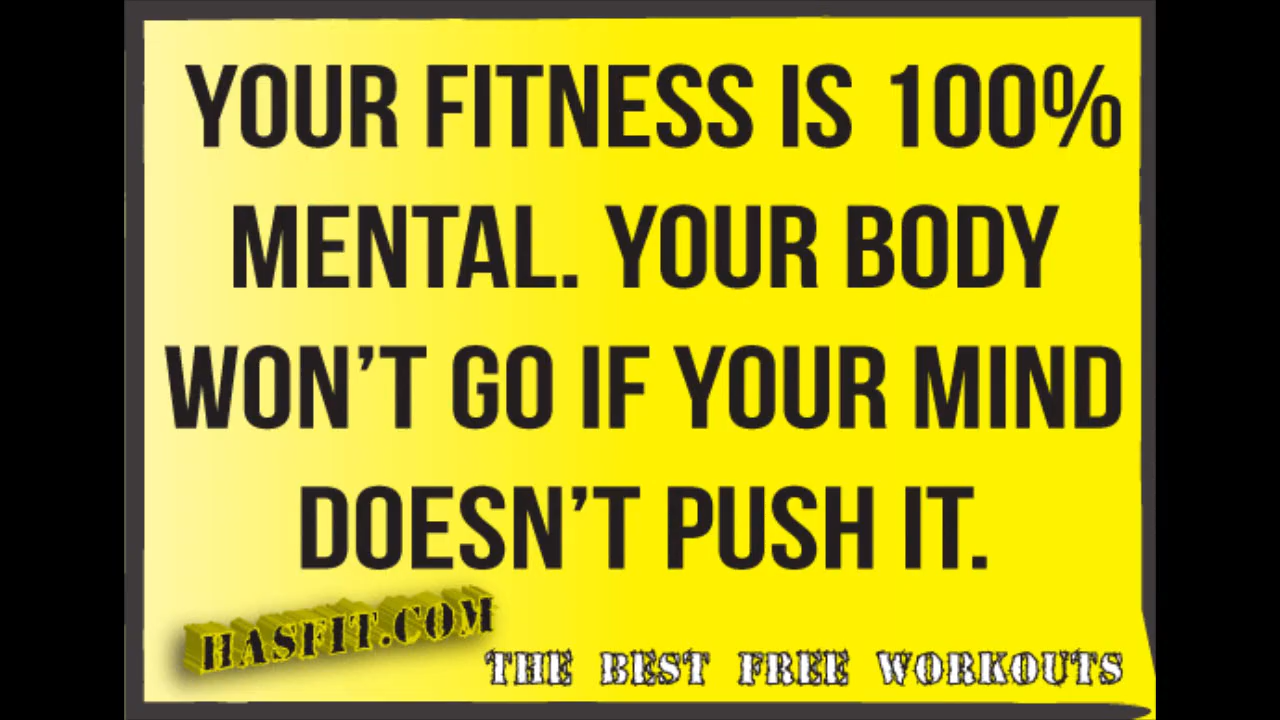 YOUR FITNESS IS 100%
MENTAL. YOUR BODY
WON’T GO IF YOUR MIND
DOESN’T PUSH IT.
HASFIT.COM
THE BEST FREE WORKOUTS